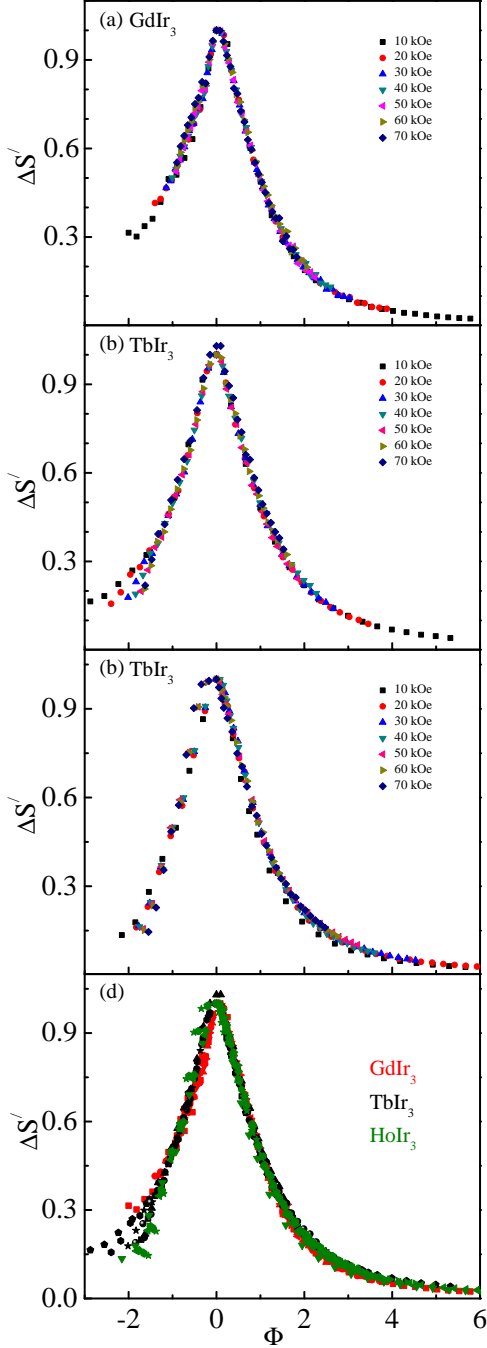 (a) GdIr3
10 kOe
20 kOe
30 kOe
40 kOe
50 kOe
60 kOe
70 kOe
0.9
0.6
0.3
ΔS/
(b) TbIr3
10 kOe
20 kOe
30 kOe
40 kOe
50 kOe
60 kOe
70 kOe
0.9
0.6
0.3
ΔS/
(b) TbIr3
10 kOe
20 kOe
30 kOe
40 kOe
50 kOe
60 kOe
70 kOe
0.9
0.6
0.3
ΔS/
(d)
GdIr3
TbIr3
HoIr3
0.9
0.6
0.3
0.0
ΔS/
-2 0 2 4 6
Φ